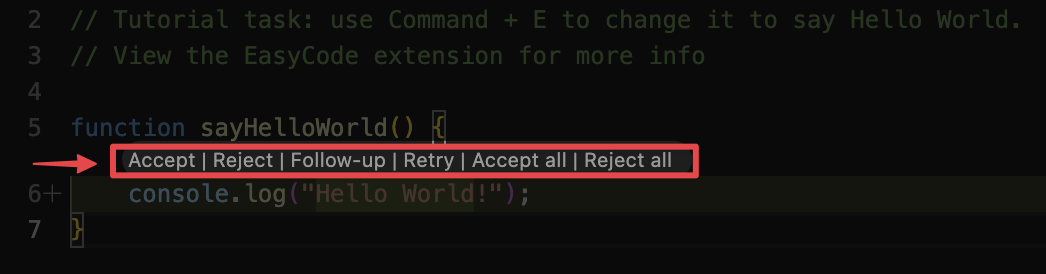 2 // Tutorial task: use Command + E to change it to say Hello World.
3 // View the EasyCode extension for more info
4
5 function sayHelloWorld() {
Accept | Reject | Follow-up | Retry | Accept all | Reject all
6+ console.log("Hello World!");
7 }